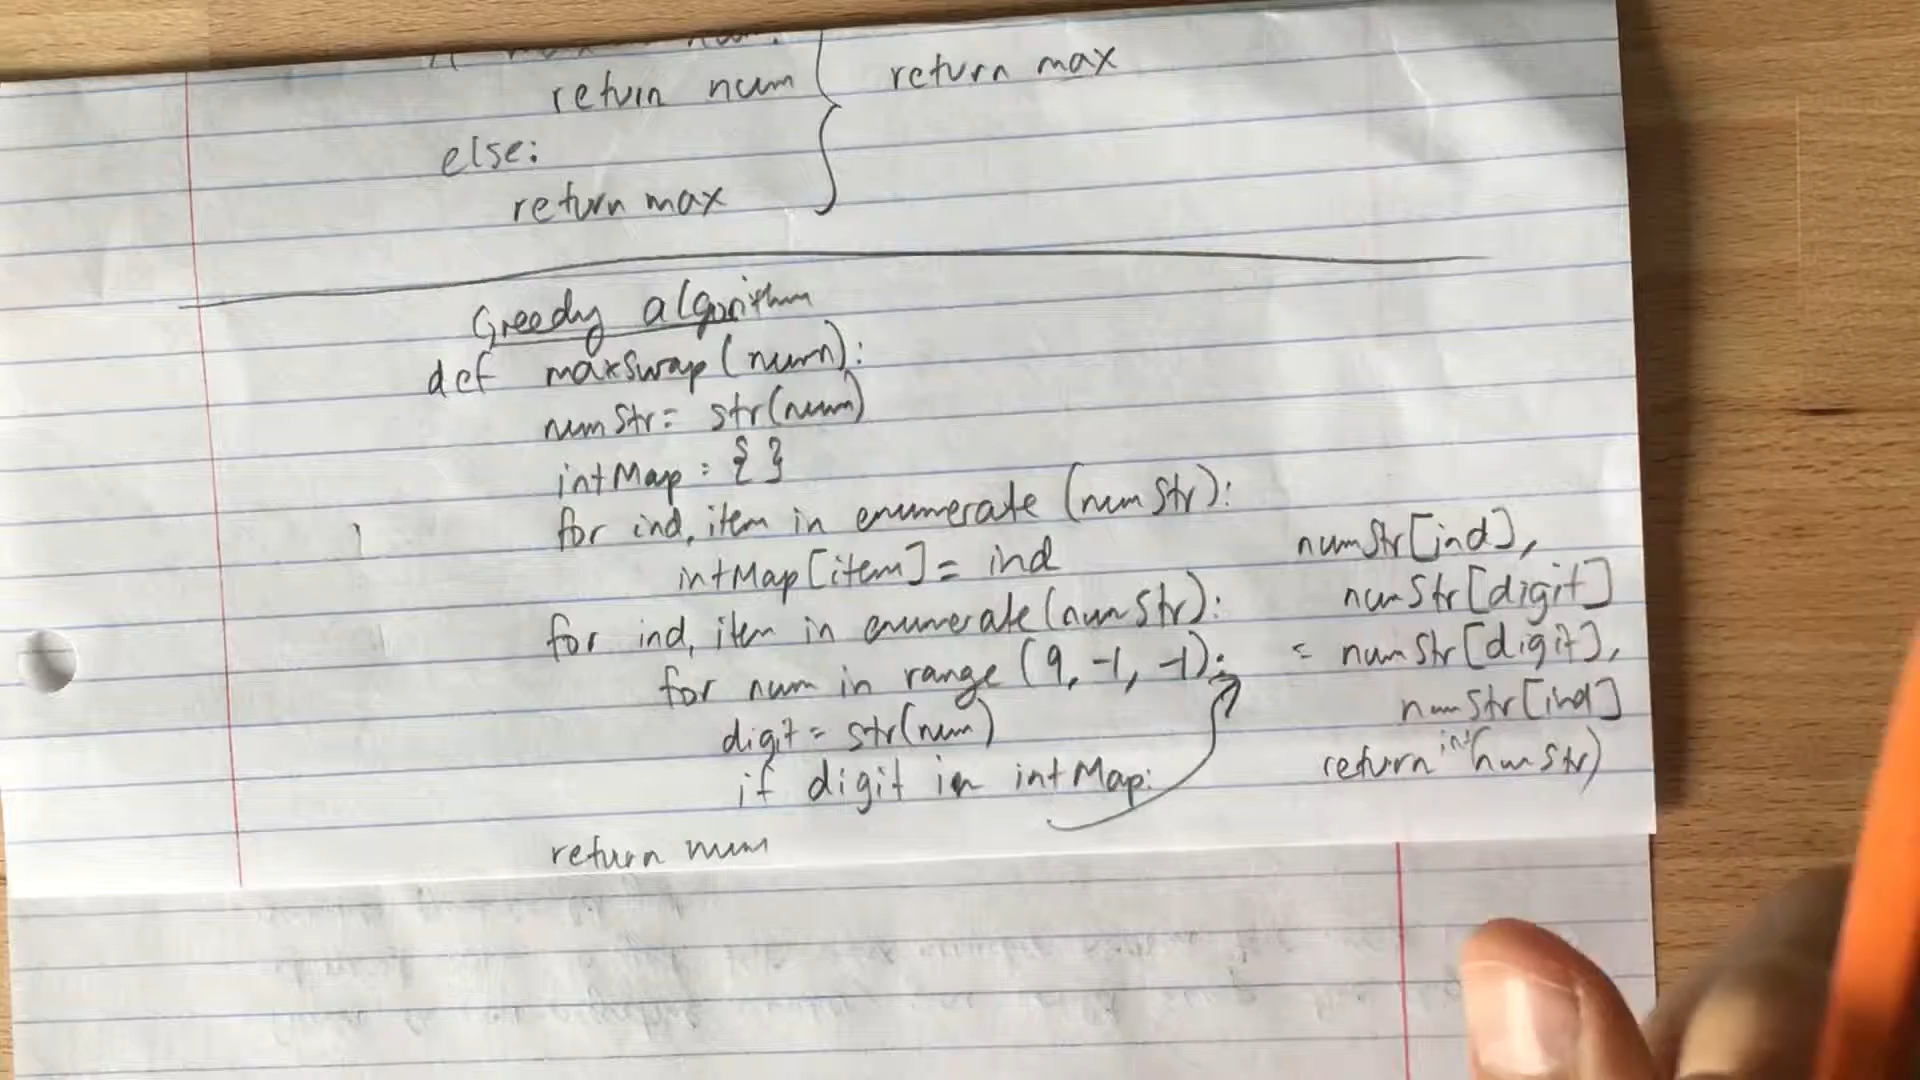 return num
else:
return max
return max
Greedy algorithm
def maxSwap(num):
numStr = str(num)
intMap = { }
for ind, item in enumerate (numStr):
intMap[item] = ind
for ind, item in enumerate(numStr):
for num in range (9, -1, -1):
digit = str(num)
if digit in intMap:
return num
numStr[ind],
numStr[digit]
= numStr[digit],
numStr[ind]
return int(numStr)